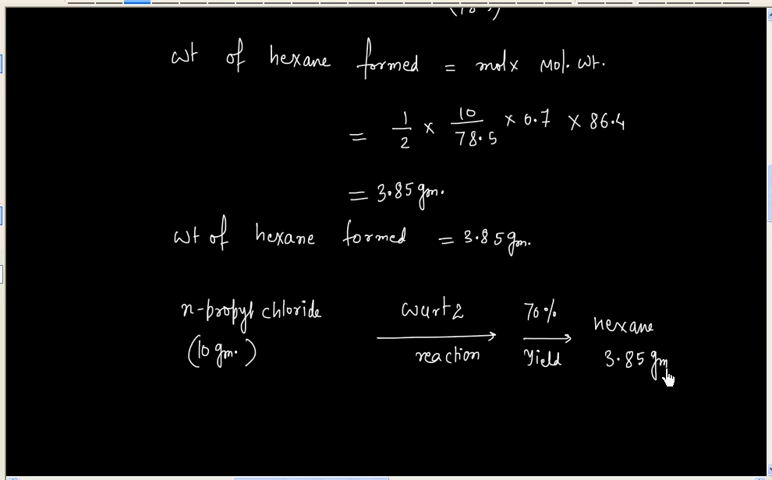 wt of hexane formed = mol x Mol. wt.
= 1/2 x 10/78.5 x 0.7 x 86.4
= 3.85 gm.
wt of hexane formed = 3.85 gm.
n-propyl chloride (10 gm.) wurtz reaction → 70% Yield → hexane 3.85 gm